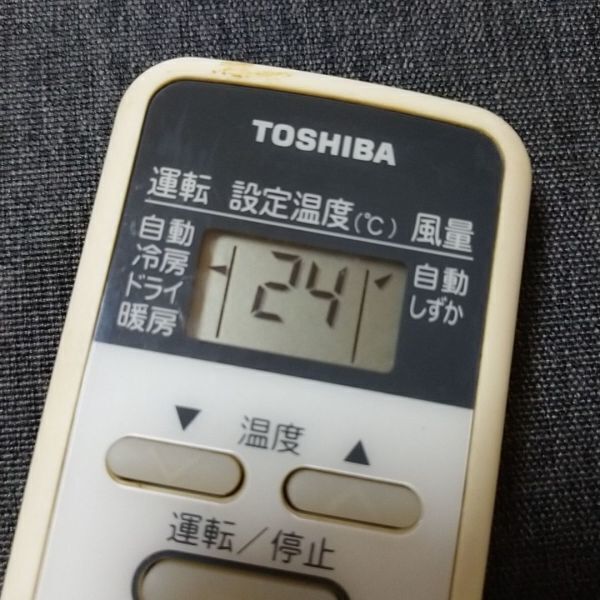 TOSHIBA
運転 設定温度(℃) 風量
自動
冷房
ドライ
暖房
24
自動
しずか
▼ 温度 ▲
運転/停止